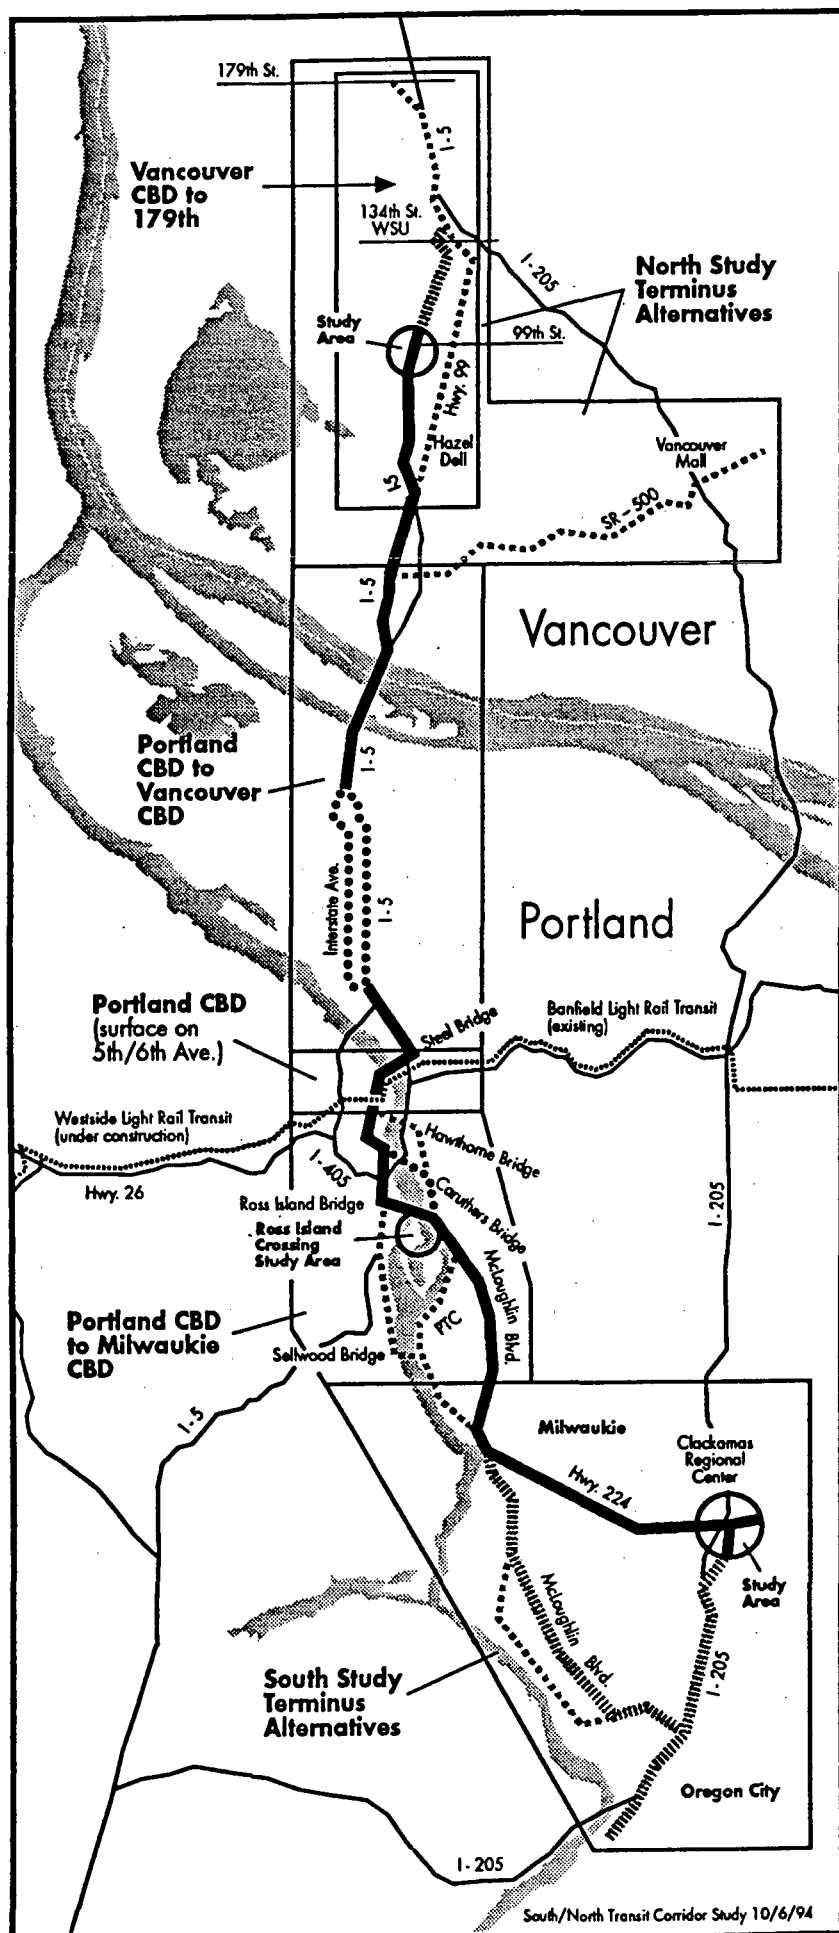 179th St.
I-5
Vancouver
CBD to
179th
134th St.
WSU
I-205
North Study
Terminus
Alternatives
Study
Area
99th St.
Hwy. 99
Hazel
Dell
Vancouver
Mall
I-5
SR-500
I-5
Vancouver
Portland
CBD to
Vancouver
CBD
I-5
Interstate Ave.
I-5
Portland
Portland CBD
(surface on
5th/6th Ave.)
Steel Bridge
Banfield Light Rail Transit
(existing)
Westside Light Rail Transit
(under construction)
Hwy. 26
I-405
Hawthorne Bridge
Ross Island Bridge
Caruthers Bridge
I-205
Ross Island
Crossing
Study Area
McLoughlin Blvd.
Portland CBD
to Milwaukie
CBD
PTC
Sellwood Bridge
I-5
Milwaukie
Clackamas
Regional
Center
Hwy. 224
Study
Area
McLoughlin Blvd.
I-205
South Study
Terminus
Alternatives
Oregon City
I-205
South/North Transit Corridor Study 10/6/94